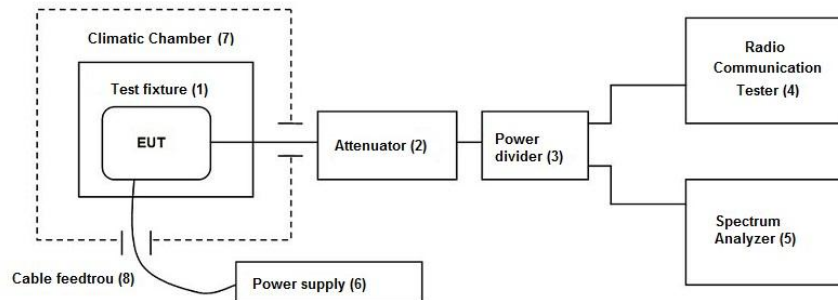 Climatic Chamber (7)
Test fixture (1)
EUT
Attenuator (2)
Power
divider (3)
Radio
Communication
Tester (4)
Spectrum
Analyzer (5)
Cable feedtrou (8)
Power supply (6)